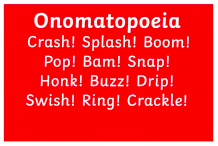 Onomatopoeia
Crash! Splash! Boom!
Pop! Bam! Snap!
Honk! Buzz! Drip!
Swish! Ring! Crackle!